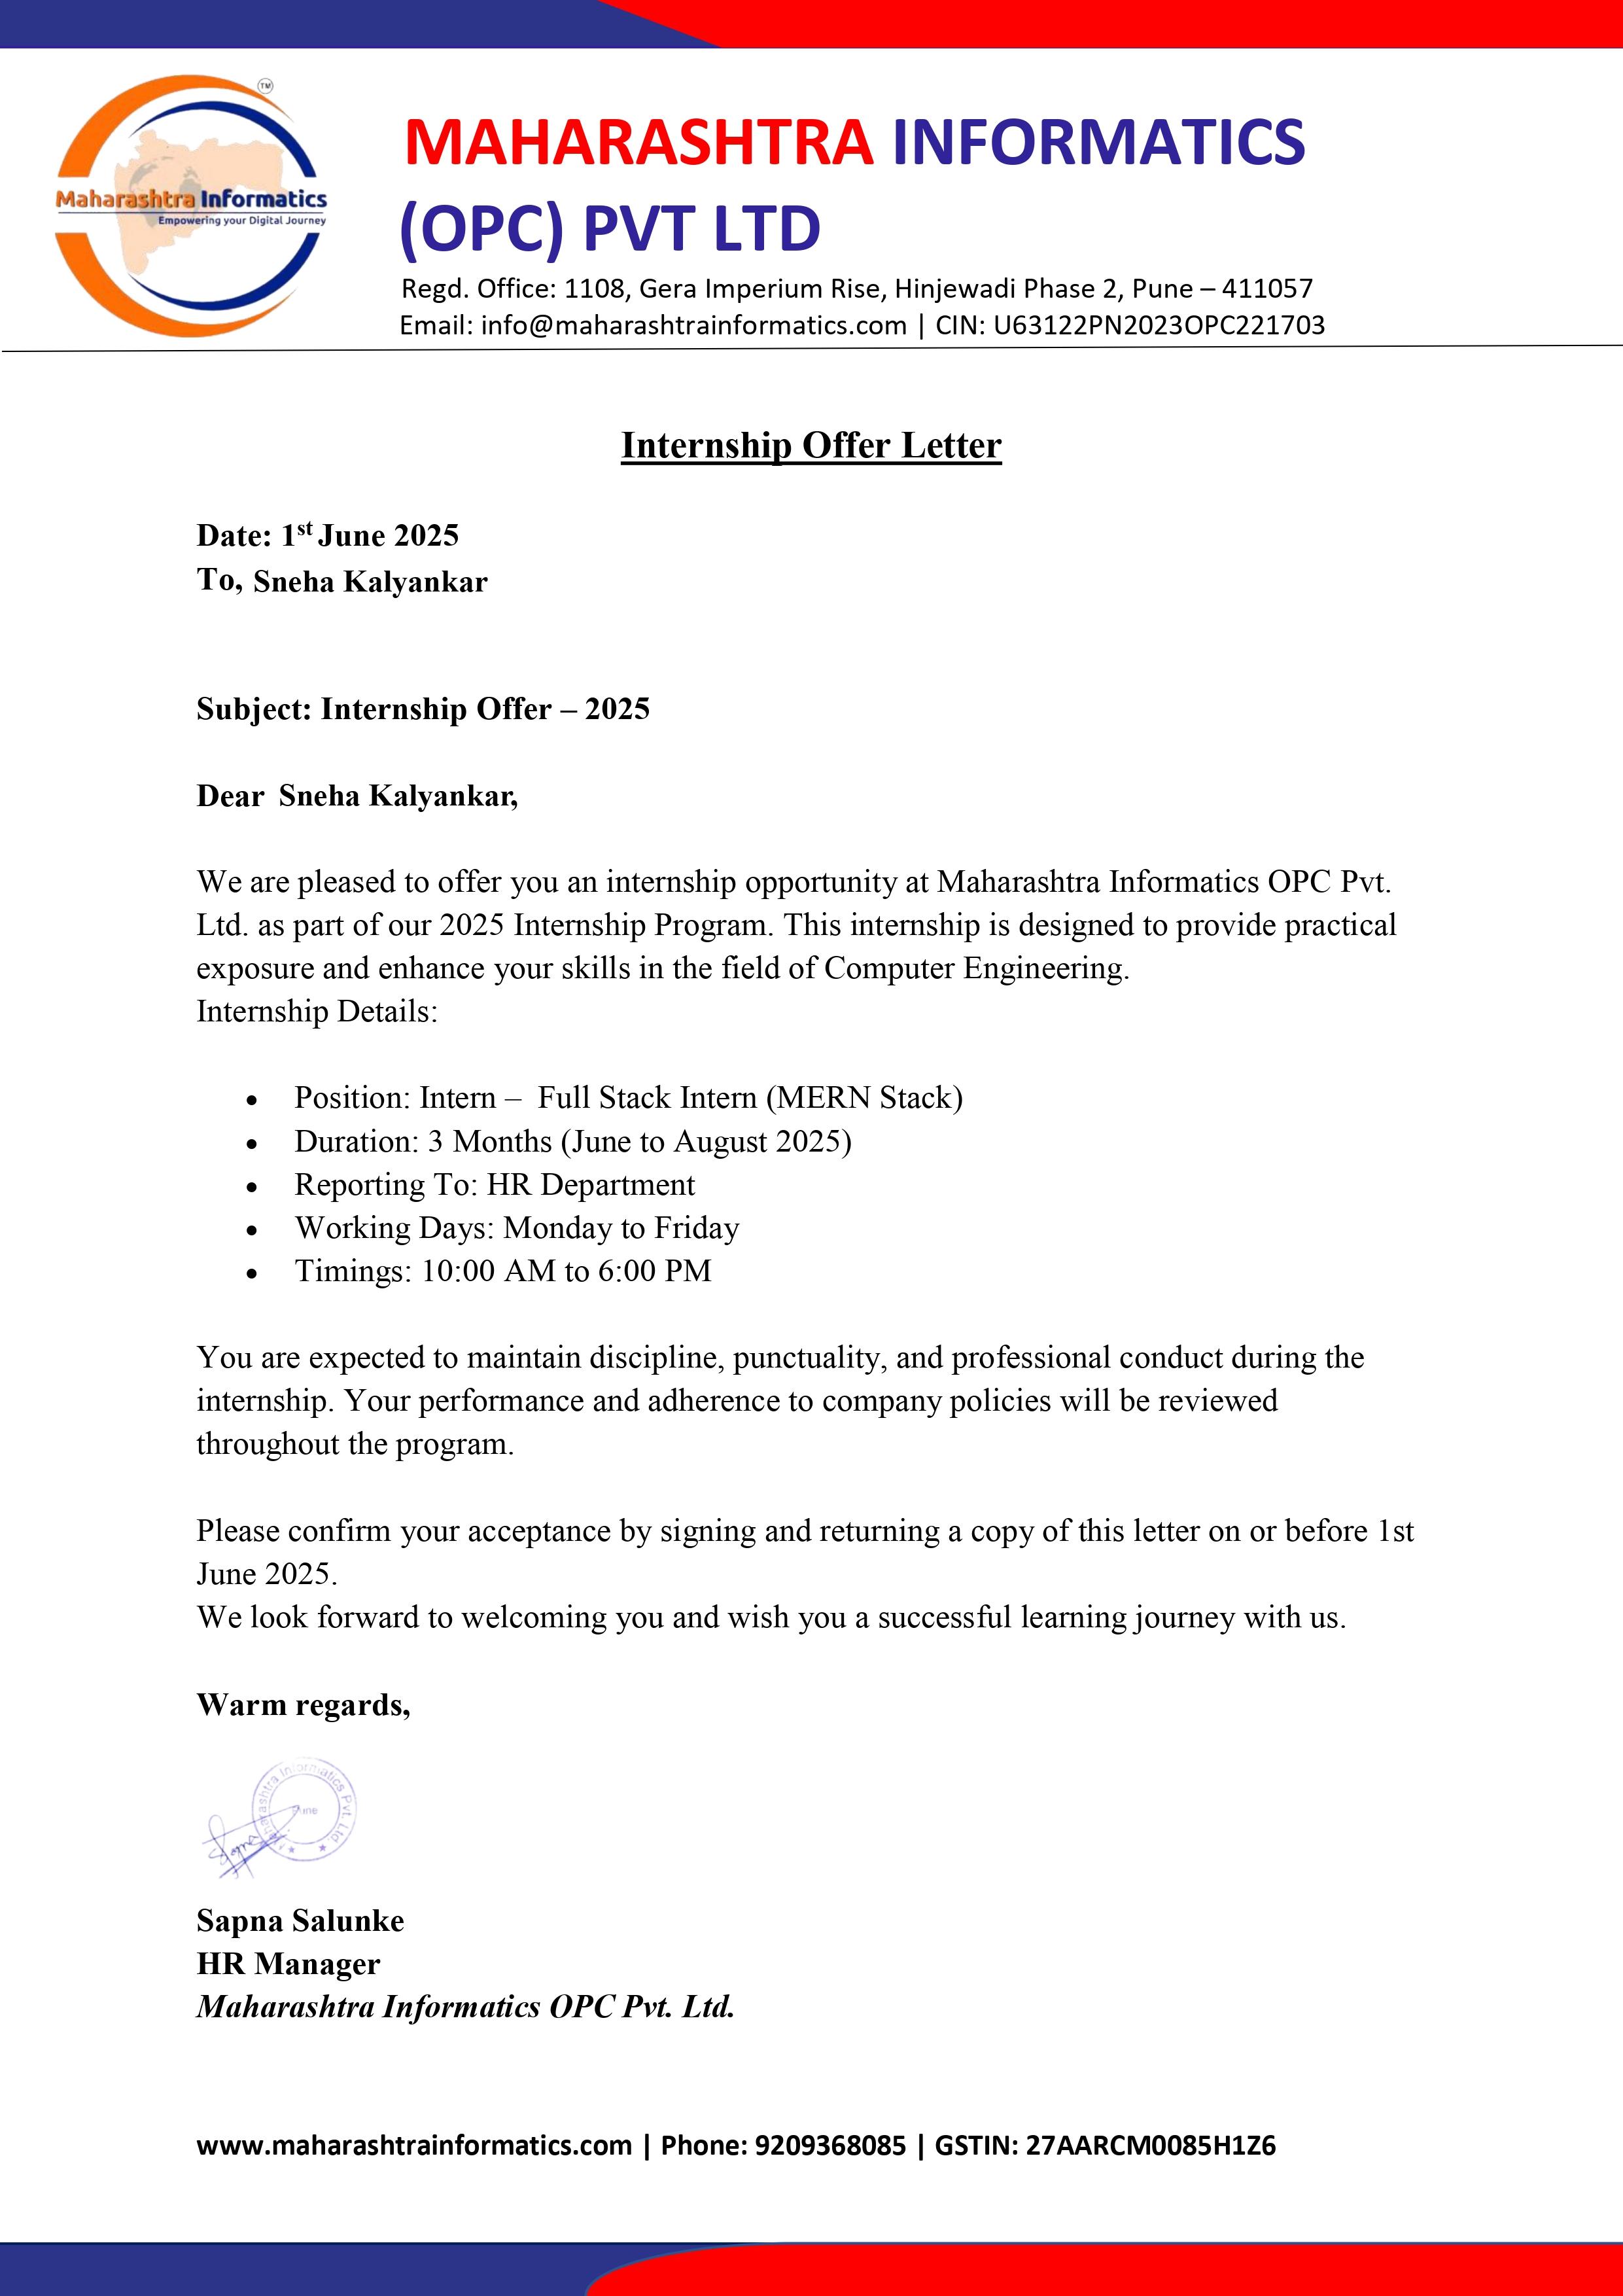 TM
Maharashtra Informatics
Empowering your Digital Journey
MAHARASHTRA INFORMATICS
(OPC) PVT LTD
Regd. Office: 1108, Gera Imperium Rise, Hinjewadi Phase 2, Pune – 411057
Email: info@maharashtrainformatics.com | CIN: U63122PN2023OPC221703
Internship Offer Letter
Date: 1st June 2025
To, Sneha Kalyankar
Subject: Internship Offer – 2025
Dear Sneha Kalyankar,
We are pleased to offer you an internship opportunity at Maharashtra Informatics OPC Pvt.
Ltd. as part of our 2025 Internship Program. This internship is designed to provide practical
exposure and enhance your skills in the field of Computer Engineering.
Internship Details:
• Position: Intern – Full Stack Intern (MERN Stack)
• Duration: 3 Months (June to August 2025)
• Reporting To: HR Department
• Working Days: Monday to Friday
• Timings: 10:00 AM to 6:00 PM
You are expected to maintain discipline, punctuality, and professional conduct during the
internship. Your performance and adherence to company policies will be reviewed
throughout the program.
Please confirm your acceptance by signing and returning a copy of this letter on or before 1st
June 2025.
We look forward to welcoming you and wish you a successful learning journey with us.
Warm regards,
Informatics Pvt. Ltd.
Sapna
Sapna Salunke
HR Manager
Maharashtra Informatics OPC Pvt. Ltd.
www.maharashtrainformatics.com | Phone: 9209368085 | GSTIN: 27AARCM0085H1Z6